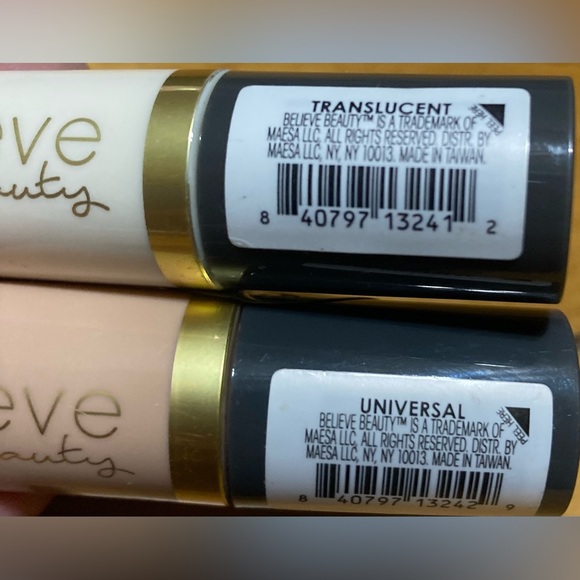 eve
eauty
TRANSLUCENT
BELIEVE BEAUTY™ IS A TRADEMARK OF
MAESA LLC, ALL RIGHTS RESERVED. DISTR. BY
MAESA LLC, NY, NY 10013. MADE IN TAIWAN.
PEEL HERE
8 40797 13241 2
eve
eauty
UNIVERSAL
BELIEVE BEAUTY™ IS A TRADEMARK OF
MAESA LLC, ALL RIGHTS RESERVED. DISTR. BY
MAESA LLC, NY, NY 10013. MADE IN TAIWAN.
PEEL HERE
8 40797 13242 9